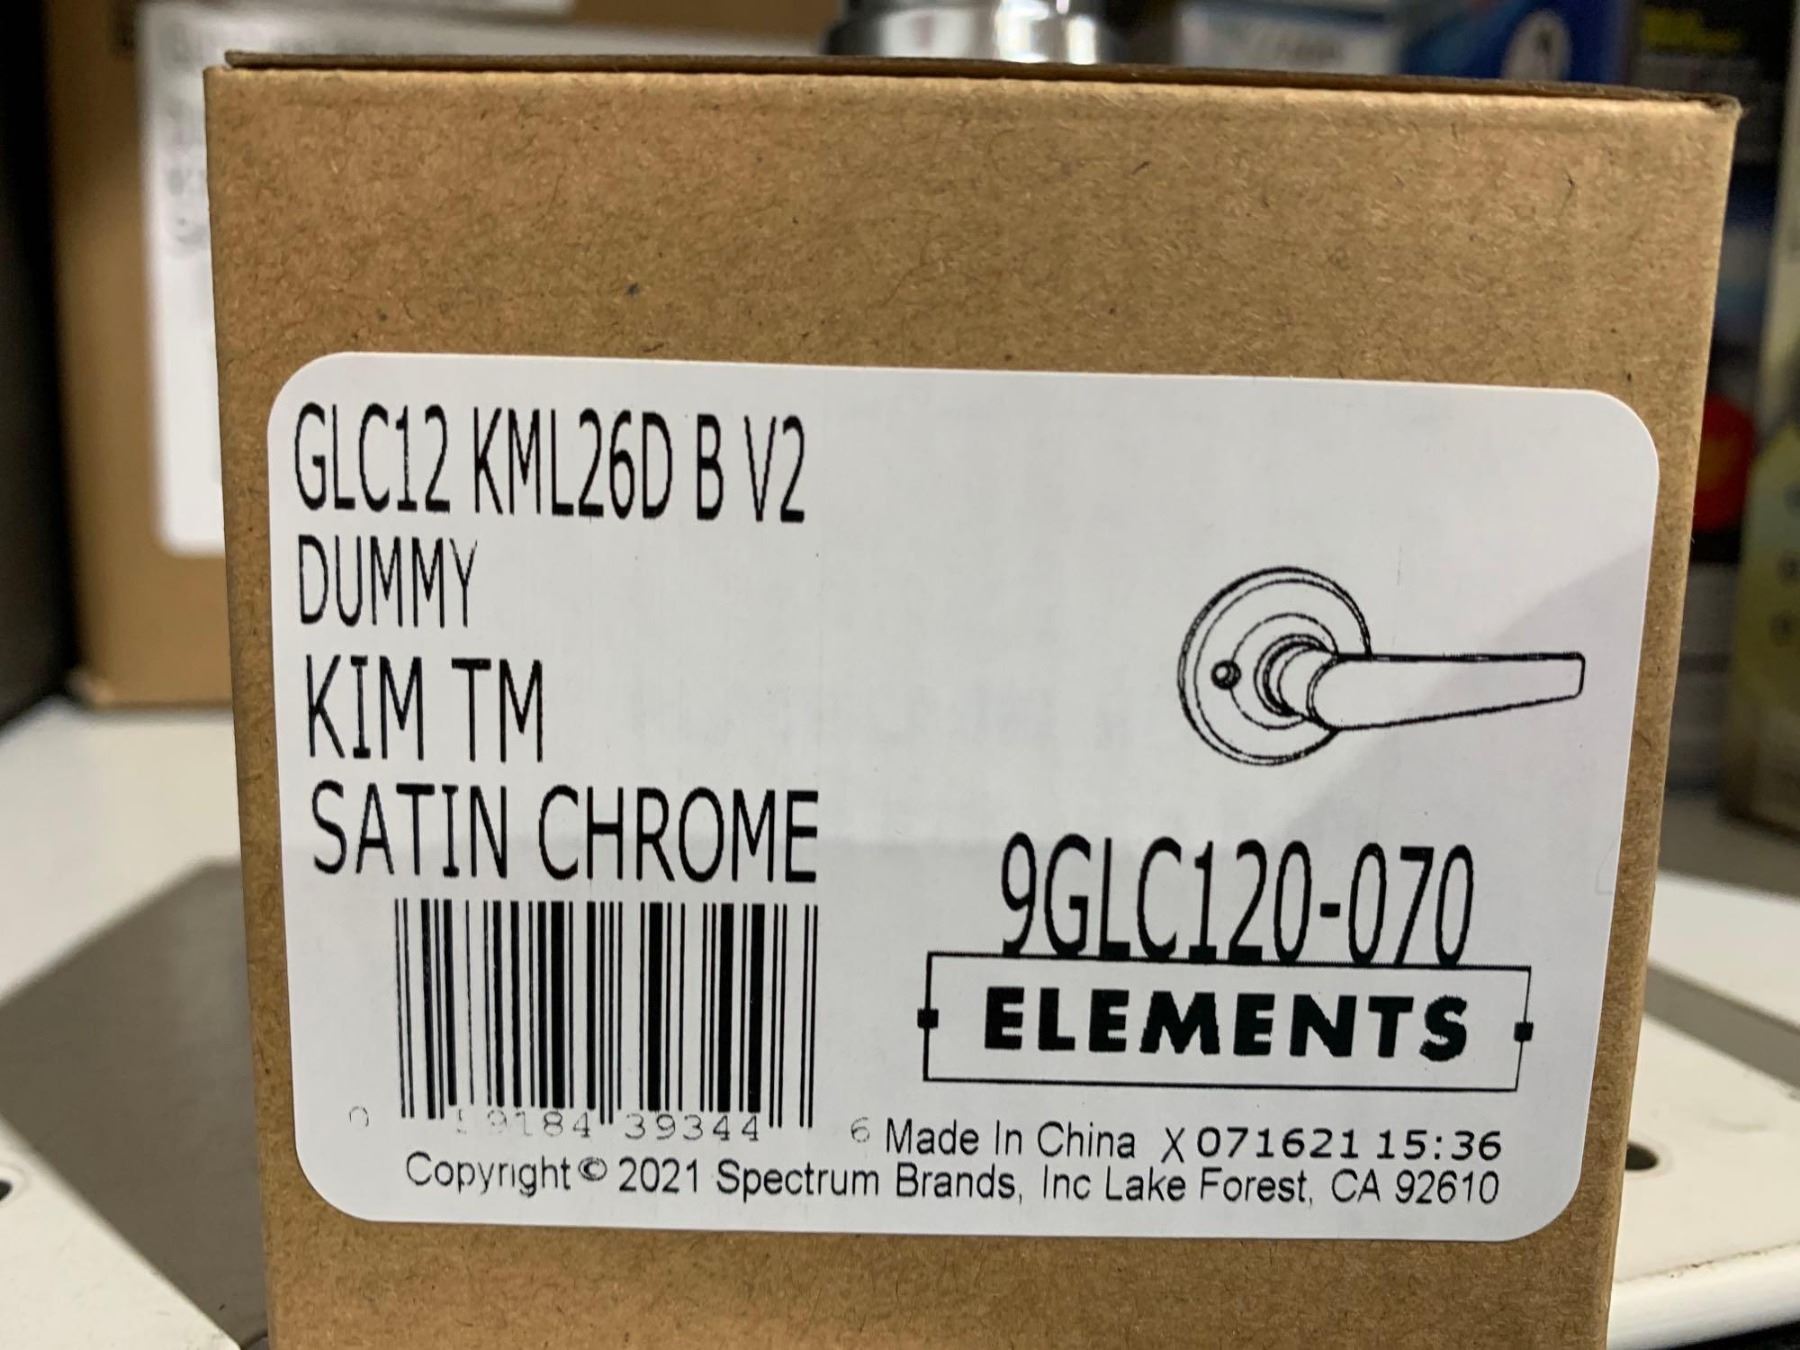 GLC12 KML26D B V2
DUMMY
KIM TM
SATIN CHROME
9GLC120-070
ELEMENTS
0 59184 39344 6
Made In China X 071621 15:36
Copyright © 2021 Spectrum Brands, Inc Lake Forest, CA 92610